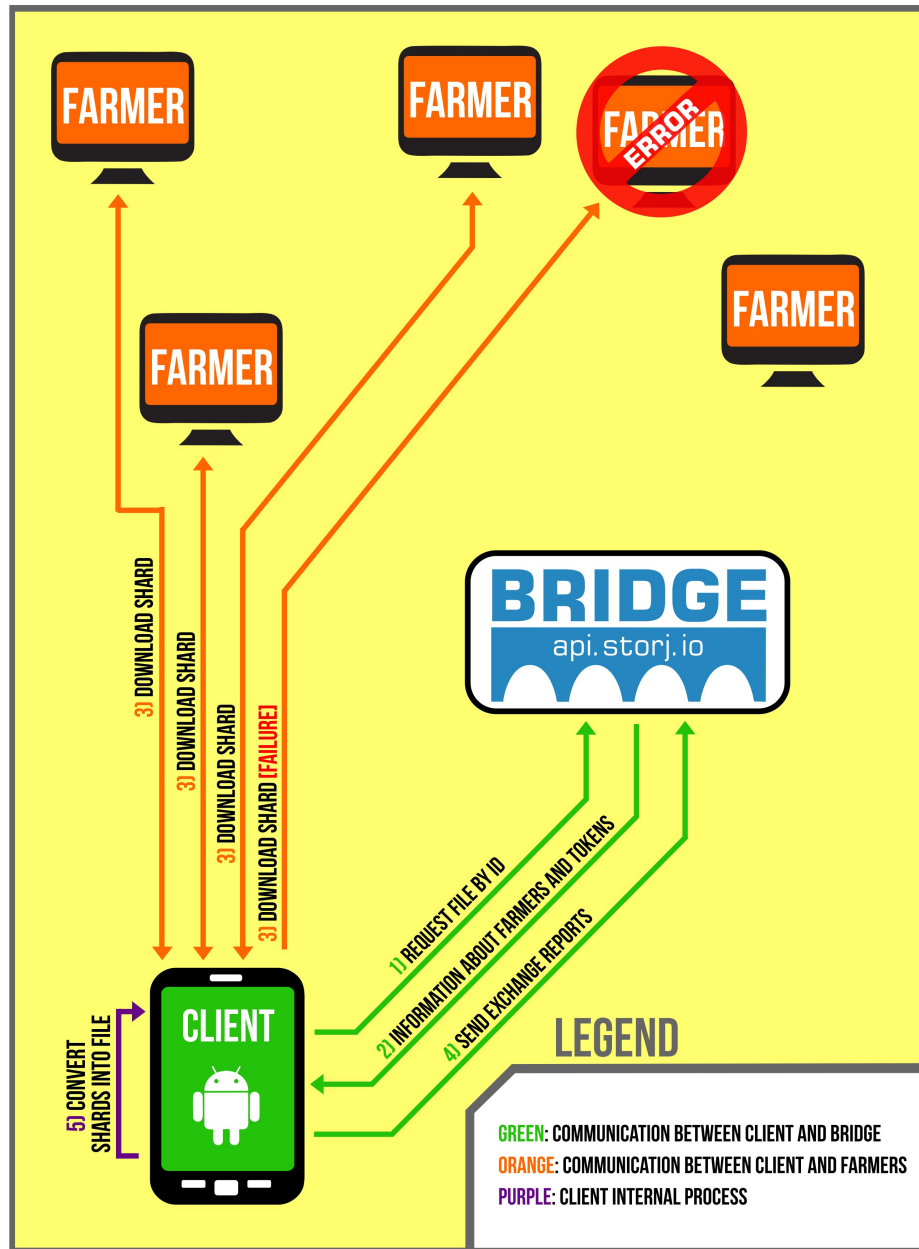 FARMER
FARMER
FARMER
ERROR
FARMER
FARMER
BRIDGE
api.storj.io
3) DOWNLOAD SHARD
3) DOWNLOAD SHARD
3) DOWNLOAD SHARD
3) DOWNLOAD SHARD [FAILURE]
1) REQUEST FILE BY ID
2) INFORMATION ABOUT FARMERS AND TOKENS
4) SEND EXCHANGE REPORTS
CLIENT
5) CONVERT
SHARDS INTO FILE
LEGEND
GREEN: COMMUNICATION BETWEEN CLIENT AND BRIDGE
ORANGE: COMMUNICATION BETWEEN CLIENT AND FARMERS
PURPLE: CLIENT INTERNAL PROCESS